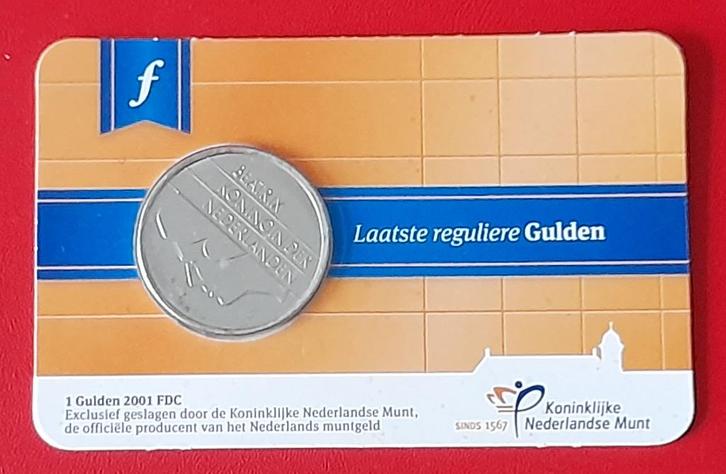 f
BEATRIX
KONINGIN DER
NEDERLANDEN
Laatste reguliere Gulden
1 Gulden 2001 FDC
Exclusief geslagen door de Koninklijke Nederlandse Munt,
de officiële producent van het Nederlands muntgeld
SINDS 1567
Koninklijke
Nederlandse Munt